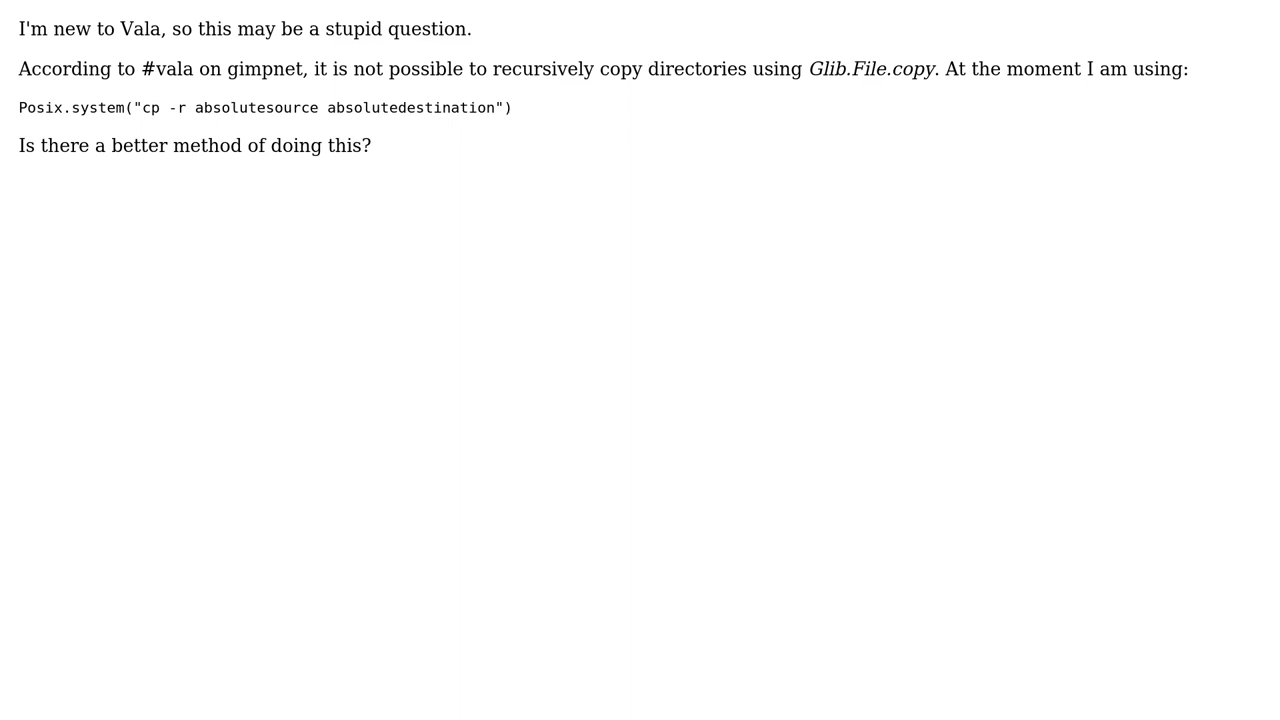 I'm new to Vala, so this may be a stupid question.
According to #vala on gimpnet, it is not possible to recursively copy directories using Glib.File.copy. At the moment I am using:
Posix.system("cp -r absolutesource absolutedestination")
Is there a better method of doing this?